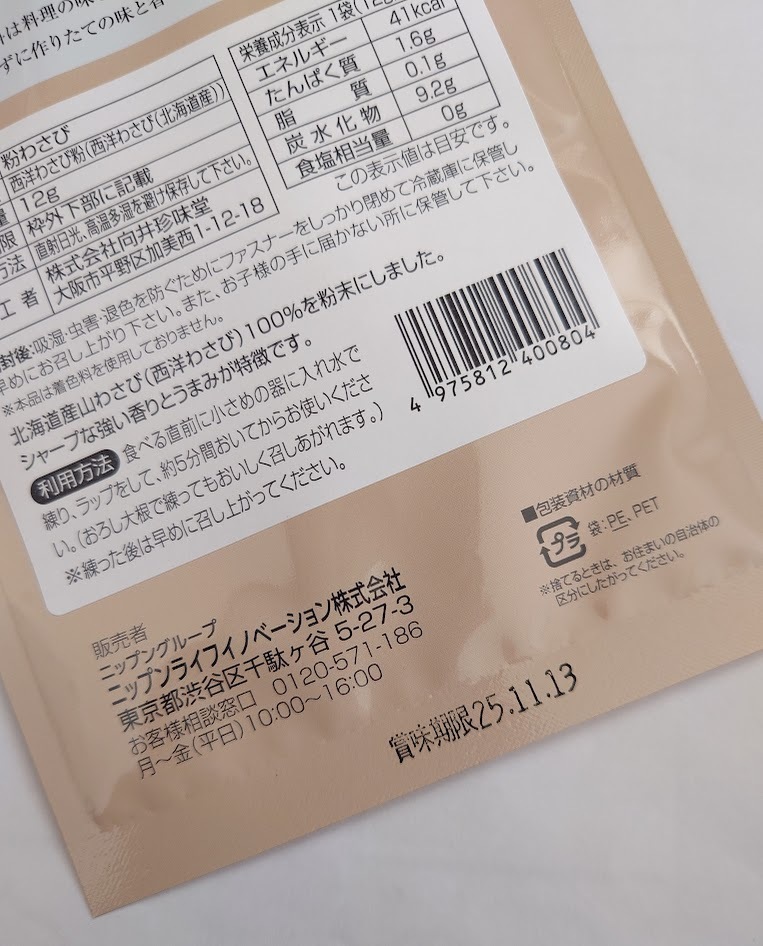 は料理の味
ずに作りたての味と香
粉わさび
西洋わさび粉(西洋わさび(北海道産))
量 12g
限 枠外下部に記載
方法 直射日光、高温多湿を避け保存して下さい。
工者 株式会社向井珍味堂
大阪市平野区加美西1-12-18
栄養成分表示 1袋(12g
エネルギー 41kcal
たんぱく質 1.6g
脂質 0.1g
炭水化物 9.2g
食塩相当量 0g
この表示値は目安です。
封後:吸湿・虫害・退色を防ぐためにファスナーをしっかり閉めて冷蔵庫に保管し
早めにお召し上がり下さい。また、お子様の手に届かない所に保管して下さい。
※本品は着色料を使用しておりません。
北海道産山わさび(西洋わさび)100%を粉末にしました。
シャープな強い香りとうまみが特徴です。
利用方法 食べる直前に小さめの器に入れ水で
練り、ラップをして、約5分間おいてからお使いくださ
い。(おろし大根で練ってもおいしく召しあがれます。)
※練った後は早めに召し上がってください。
4 975812 400804
■包装資材の材質
プラ 袋:PE、PET
※捨てるときは、お住まいの自治体の
区分にしたがってください。
販売者
ニップングループ
ニップンライフイノベーション株式会社
東京都渋谷区千駄ヶ谷 5-27-3
お客様相談窓口 0120-571-186
月~金(平日)10:00~16:00
賞味期限25.11.13